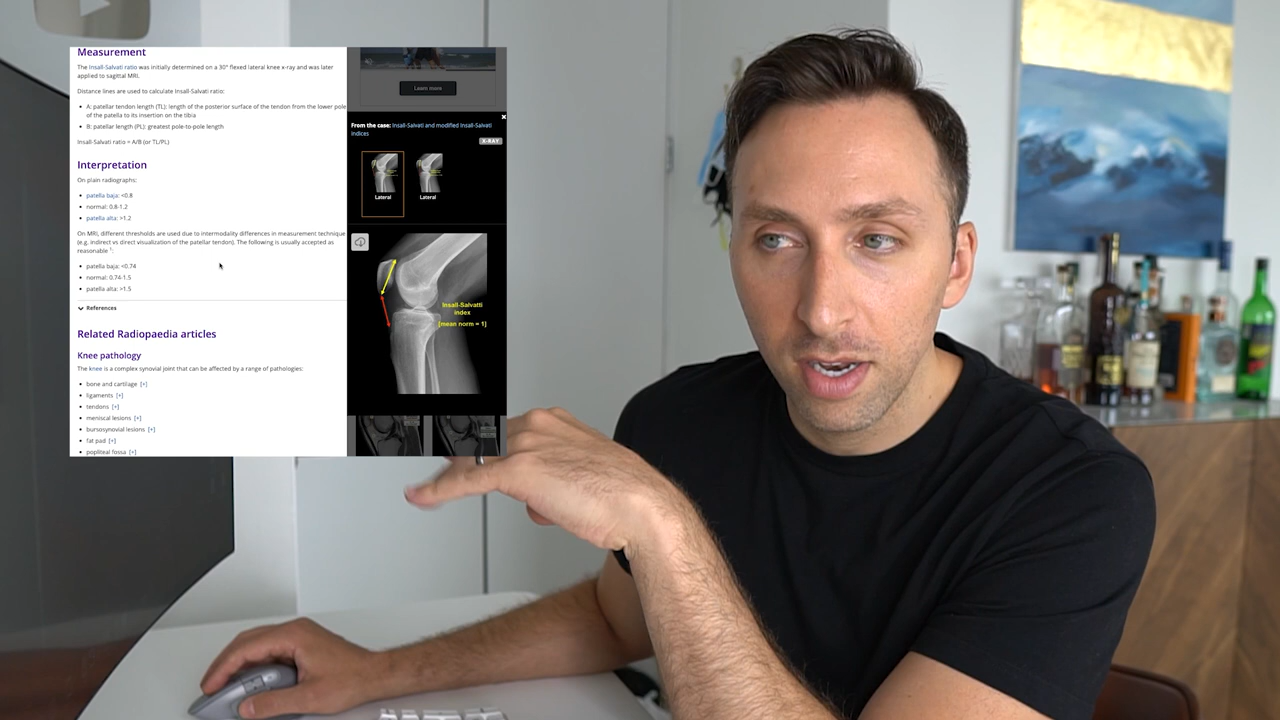 Measurement
The Insall-Salvati ratio was initially determined on a 30° flexed lateral knee x-ray and was later
applied to sagittal MRI.
Distance lines are used to calculate Insall-Salvati ratio:
• A: patellar tendon length (TL): length of the posterior surface of the tendon from the lower pole
of the patella to its insertion on the tibia
• B: patellar length (PL): greatest pole-to-pole length
Insall-Salvati ratio = A/B (or TL/PL)
Interpretation
On plain radiographs:
• patella baja: <0.8
• normal: 0.8-1.2
• patella alta: >1.2
On MRI, different thresholds are used due to intermodality differences in measurement technique
(e.g. indirect vs direct visualization of the patellar tendon). The following is usually accepted as
reasonable 1:
• patella baja: <0.74
• normal: 0.74-1.5
• patella alta: >1.5
References
Related Radiopaedia articles
Knee pathology
The knee is a complex synovial joint that can be affected by a range of pathologies:
• bone and cartilage [+]
• ligaments [+]
• tendons [+]
• meniscal lesions [+]
• bursosynovial lesions [+]
• fat pad [+]
• popliteal fossa [+]
Learn more
From the case: Insall-Salvati and modified Insall-Salvati
indices
X-RAY
Lateral
Lateral
Insall-Salvatti
index
[mean norm = 1]